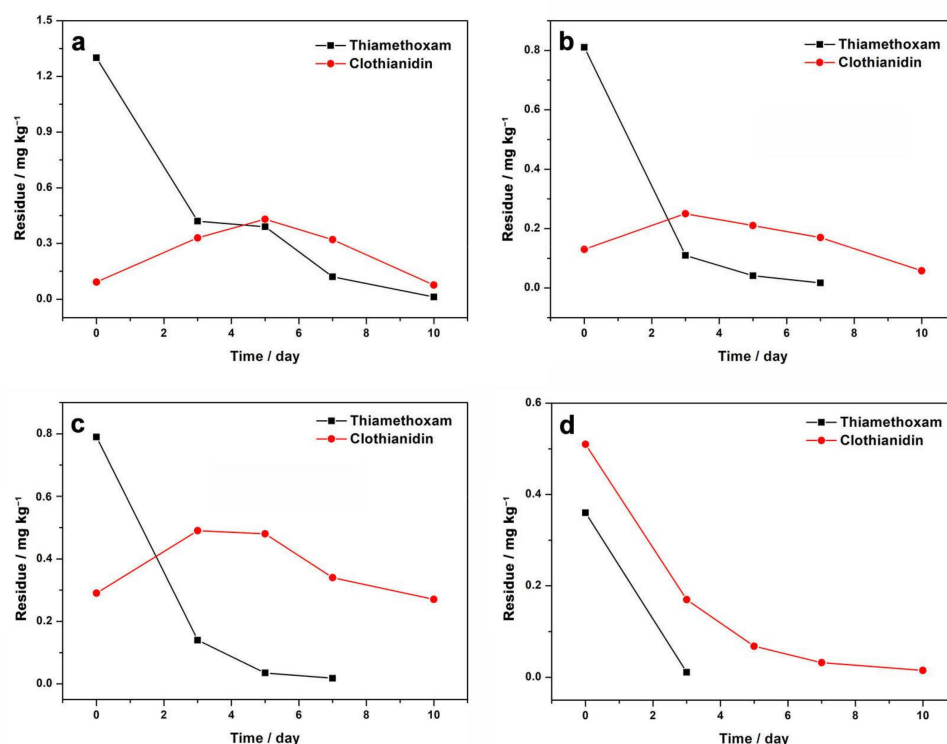 a
Thiamethoxam
Clothianidin
1.5
1.2
0.9
0.6
0.3
0.0
Residue / mg kg⁻¹
0 2 4 6 8 10
Time / day
b
Thiamethoxam
Clothianidin
0.8
0.6
0.4
0.2
0.0
Residue / mg kg⁻¹
0 2 4 6 8 10
Time / day
c
Thiamethoxam
Clothianidin
0.8
0.6
0.4
0.2
0.0
Residue / mg kg⁻¹
0 2 4 6 8 10
Time / day
d
Thiamethoxam
Clothianidin
0.6
0.4
0.2
0.0
Residue / mg kg⁻¹
0 2 4 6 8 10
Time / day